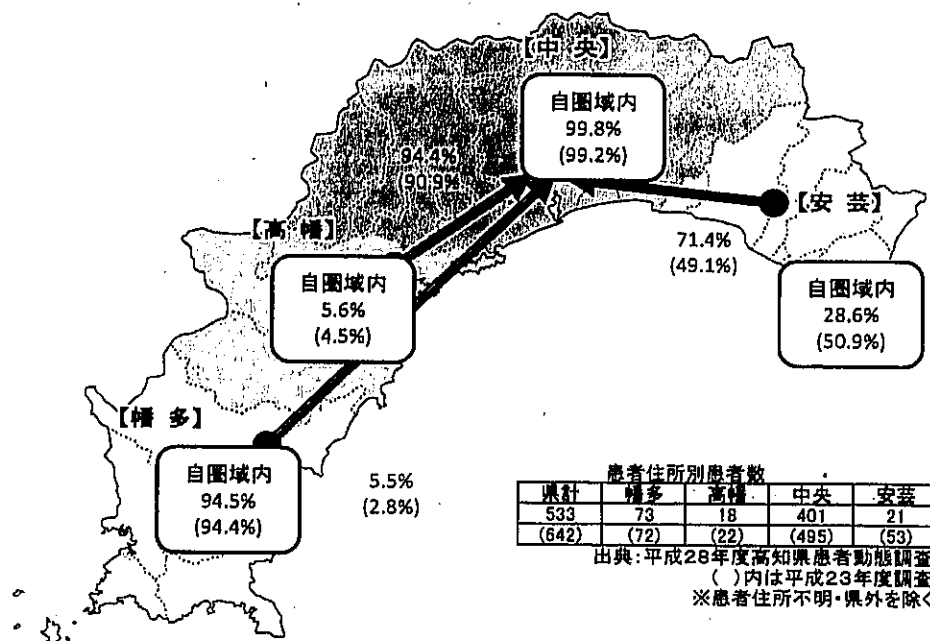 【中 央】
自圏域内
99.8%
(99.2%)
94.4%
(90.9%
【安 芸】
71.4%
(49.1%)
自圏域内
28.6%
(50.9%)
【高 幡】
自圏域内
5.6%
(4.5%)
【幡 多】
自圏域内
94.5%
(94.4%)
5.5%
(2.8%)
患者住所別患者数
県計 幡多 高幡 中央 安芸
533 73 18 401 21
(642) (72) (22) (495) (53)
出典:平成28年度高知県患者動態調査
( )内は平成23年度調査
※患者住所不明・県外を除く